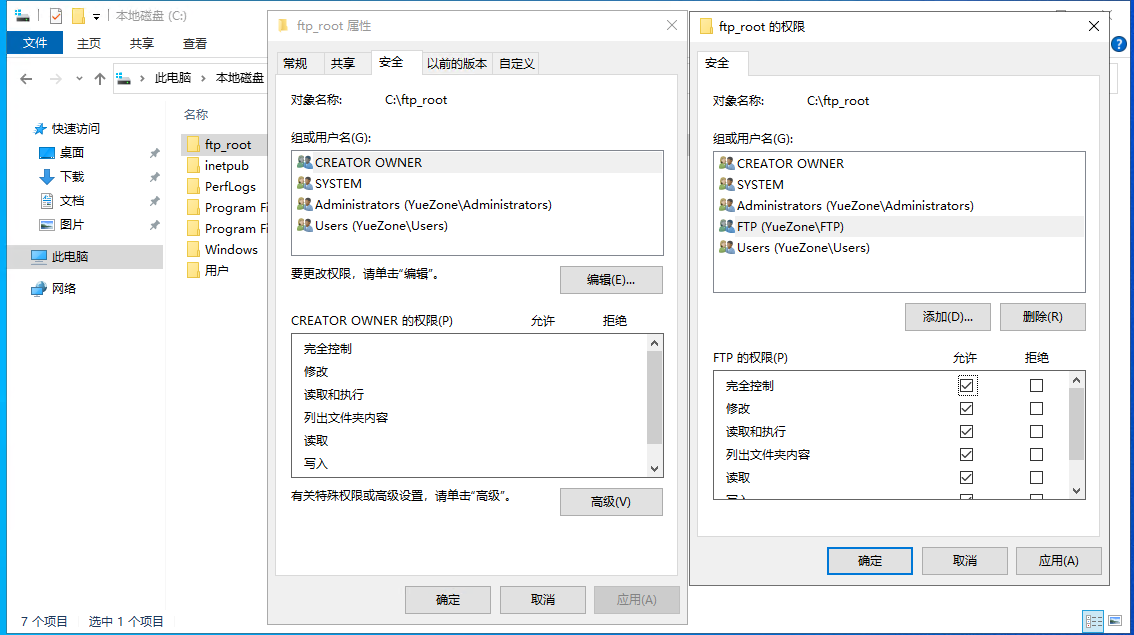 本地磁盘 (C:)
文件 主页 共享 查看
此电脑 本地磁盘
快速访问
桌面
下载
文档
图片
此电脑
网络
名称
ftp_root
inetpub
PerfLogs
Program Fi
Program Fi
Windows
用户
7 个项目 选中 1 个项目
ftp_root 属性
常规 共享 安全 以前的版本 自定义
对象名称: C:\ftp_root
组或用户名(G):
CREATOR OWNER
SYSTEM
Administrators (YueZone\Administrators)
Users (YueZone\Users)
要更改权限，请单击“编辑”。
编辑(E)...
CREATOR OWNER 的权限(P) 允许 拒绝
完全控制
修改
读取和执行
列出文件夹内容
读取
写入
有关特殊权限或高级设置，请单击“高级”。
高级(V)
确定 取消 应用(A)
ftp_root 的权限
安全
对象名称: C:\ftp_root
组或用户名(G):
CREATOR OWNER
SYSTEM
Administrators (YueZone\Administrators)
FTP (YueZone\FTP)
Users (YueZone\Users)
添加(D)... 删除(R)
FTP 的权限(P) 允许 拒绝
完全控制
修改
读取和执行
列出文件夹内容
读取
确定 取消 应用(A)